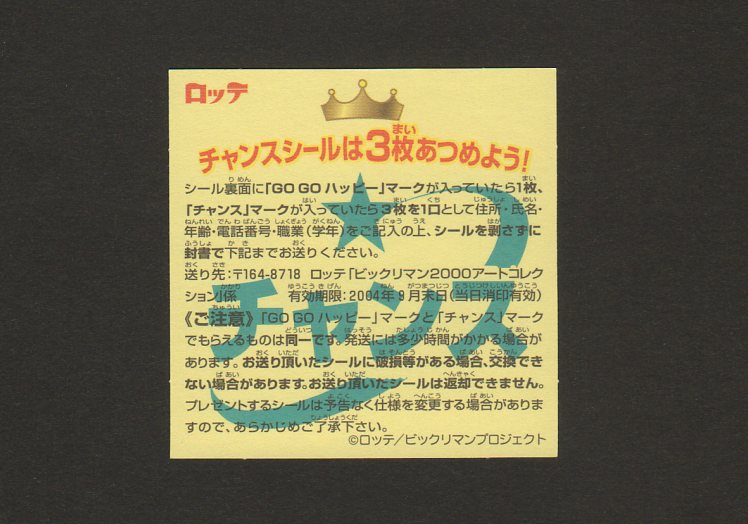 ロッテ
チャンスシールは3枚あつめよう!
シール裏面に「GO GO ハッピー」マークが入っていたら1枚、
「チャンス」マークが入っていたら3枚を1口として住所・氏名・
年齢・電話番号・職業(学年)をご記入の上、シールを剥さずに
封書で下記までお送りください。
送り先:〒164-8718 ロッテ「ビックリマン2000アートコレク
ション」係 有効期限:2004年9月末日(当日消印有効)
《ご注意》「GO GO ハッピー」マークと「チャンス」マーク
でもらえるものは同一です。発送には多少時間がかかる場合が
あります。お送り頂いたシールに破損等がある場合、交換でき
ない場合があります。お送り頂いたシールは返却できません。
プレゼントするシールは予告なく仕様を変更する場合がありま
すので、あらかじめご了承下さい。
©ロッテ/ビックリマンプロジェクト
チャンス